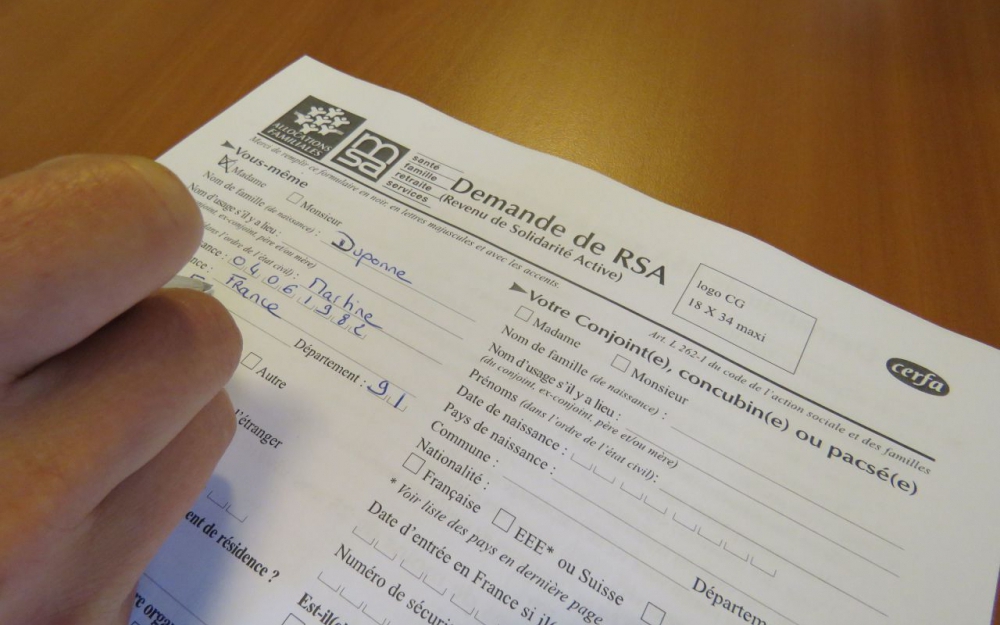 ALLOCATIONS
FAMILIALES
msa
santé
famille
retraite
services
Demande de RSA
(Revenu de Solidarité Active)
Merci de remplir ce formulaire en noir, en lettres majuscules et avec les accents.
logo CG
18 X 34 maxi
cerfa
Art. L 262-1 du code de l'action sociale et des familles
Vous-même
Madame
Monsieur
Nom de famille (de naissance) : Duponne
Nom d'usage s'il y a lieu :
conjoint, ex-conjoint, père et/ou mère)
dans l'ordre de l'état civil) : Martine
04061982
France
Département : 91
Autre
l'étranger
ent de résidence ?
Votre Conjoint(e), concubin(e) ou pacsé(e)
Madame
Monsieur
Nom de famille (de naissance) :
Nom d'usage s'il y a lieu :
(du conjoint, ex-conjoint, père et/ou mère)
Prénoms (dans l'ordre de l'état civil):
Date de naissance :
Pays de naissance :
Commune :
Départem
Nationalité :
Française
EEE* ou Suisse
* Voir liste des pays en dernière page
Date d'entrée en France si
Numéro de sécuri
Est-il(e